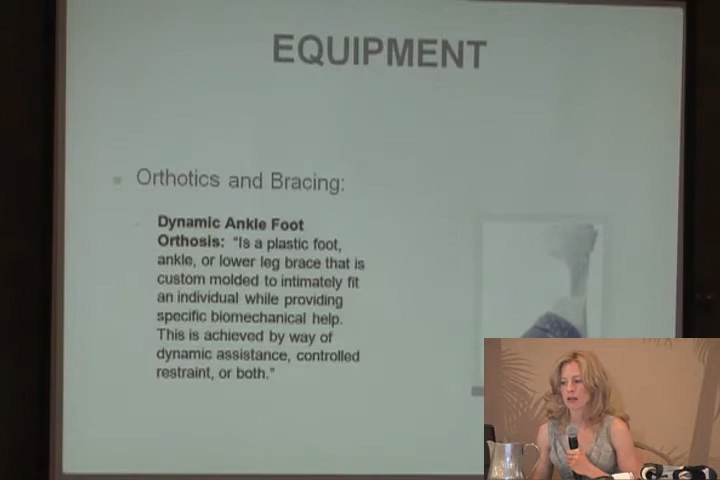 EQUIPMENT
Orthotics and Bracing:
Dynamic Ankle Foot
Orthosis: "Is a plastic foot,
ankle, or lower leg brace that is
custom molded to intimately fit
an individual while providing
specific biomechanical help.
This is achieved by way of
dynamic assistance, controlled
restraint, or both."